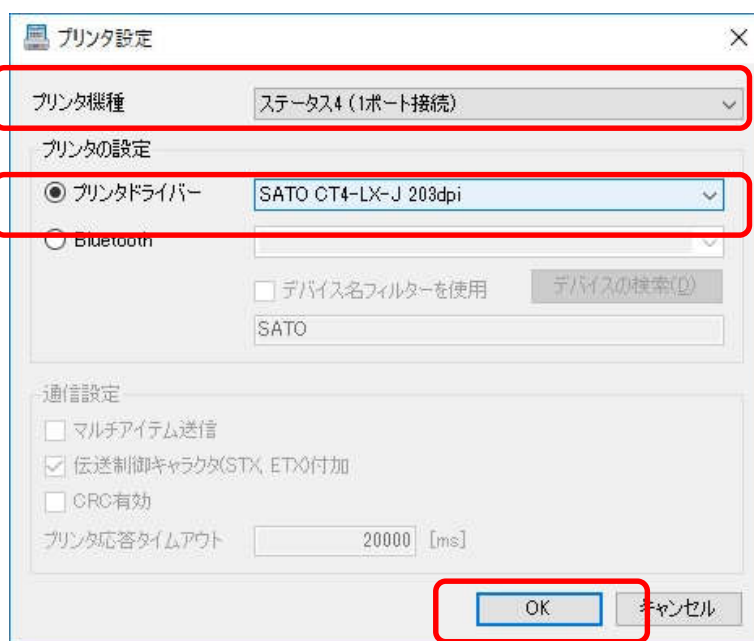 プリンタ設定
プリンタ機種 ステータス4 (1ポート接続)
プリンタの設定
プリンタドライバー SATO CT4-LX-J 203dpi
Bluetooth
デバイス名フィルターを使用 デバイスの検索(D)
SATO
通信設定
マルチアイテム送信
伝送制御キャラクタ(STX, ETX)付加
CRC有効
プリンタ応答タイムアウト 20000 [ms]
OK キャンセル